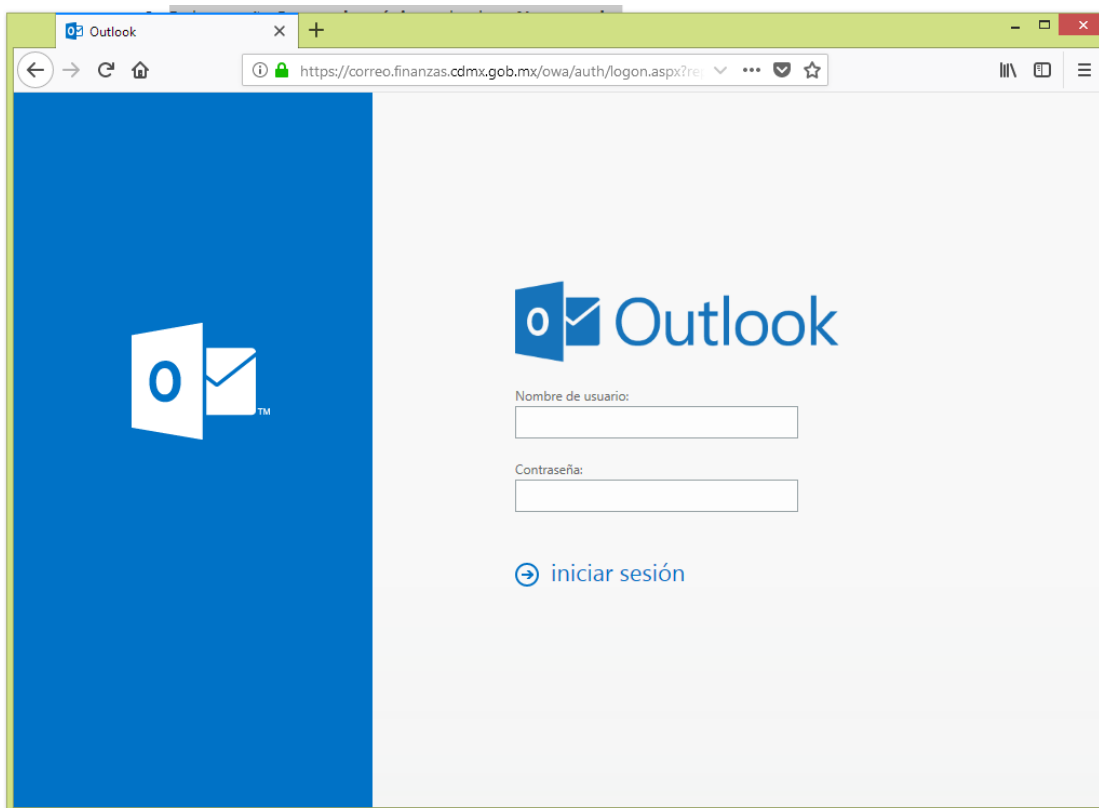 Outlook
https://correo.finanzas.cdmx.gob.mx/owa/auth/logon.aspx?re
O
TM
O Outlook
Nombre de usuario:
Contraseña:
iniciar sesión